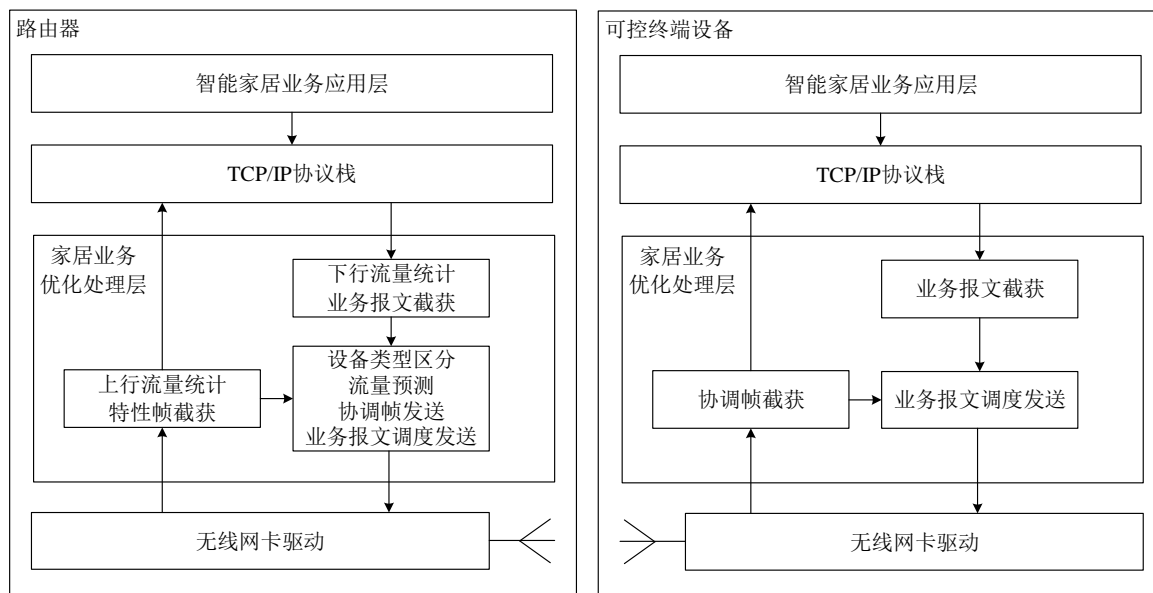 路由器
智能家居业务应用层
TCP/IP协议栈
家居业务
优化处理层
下行流量统计
业务报文截获
上行流量统计
特性帧截获
设备类型区分
流量预测
协调帧发送
业务报文调度发送
无线网卡驱动
可控终端设备
智能家居业务应用层
TCP/IP协议栈
家居业务
优化处理层
业务报文截获
协调帧截获
业务报文调度发送
无线网卡驱动